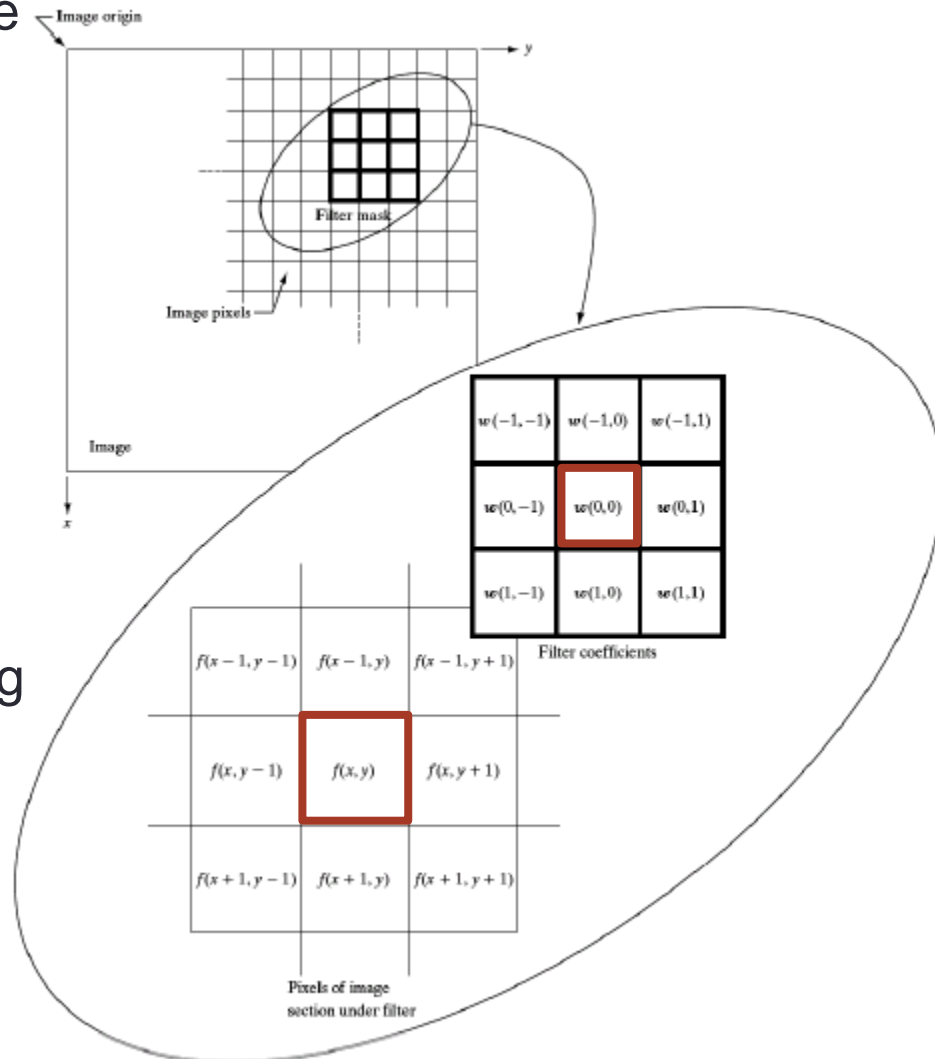 e
Image origin
y
Filter mask
Image pixels
Image
x
w(−1,−1) w(−1,0) w(−1,1)
w(0,−1) w(0,0) w(0,1)
w(1,−1) w(1,0) w(1,1)
Filter coefficients
g
f(x − 1, y − 1) f(x − 1, y) f(x − 1, y + 1)
f(x, y − 1) f(x, y) f(x, y + 1)
f(x + 1, y − 1) f(x + 1, y) f(x + 1, y + 1)
Pixels of image
section under filter